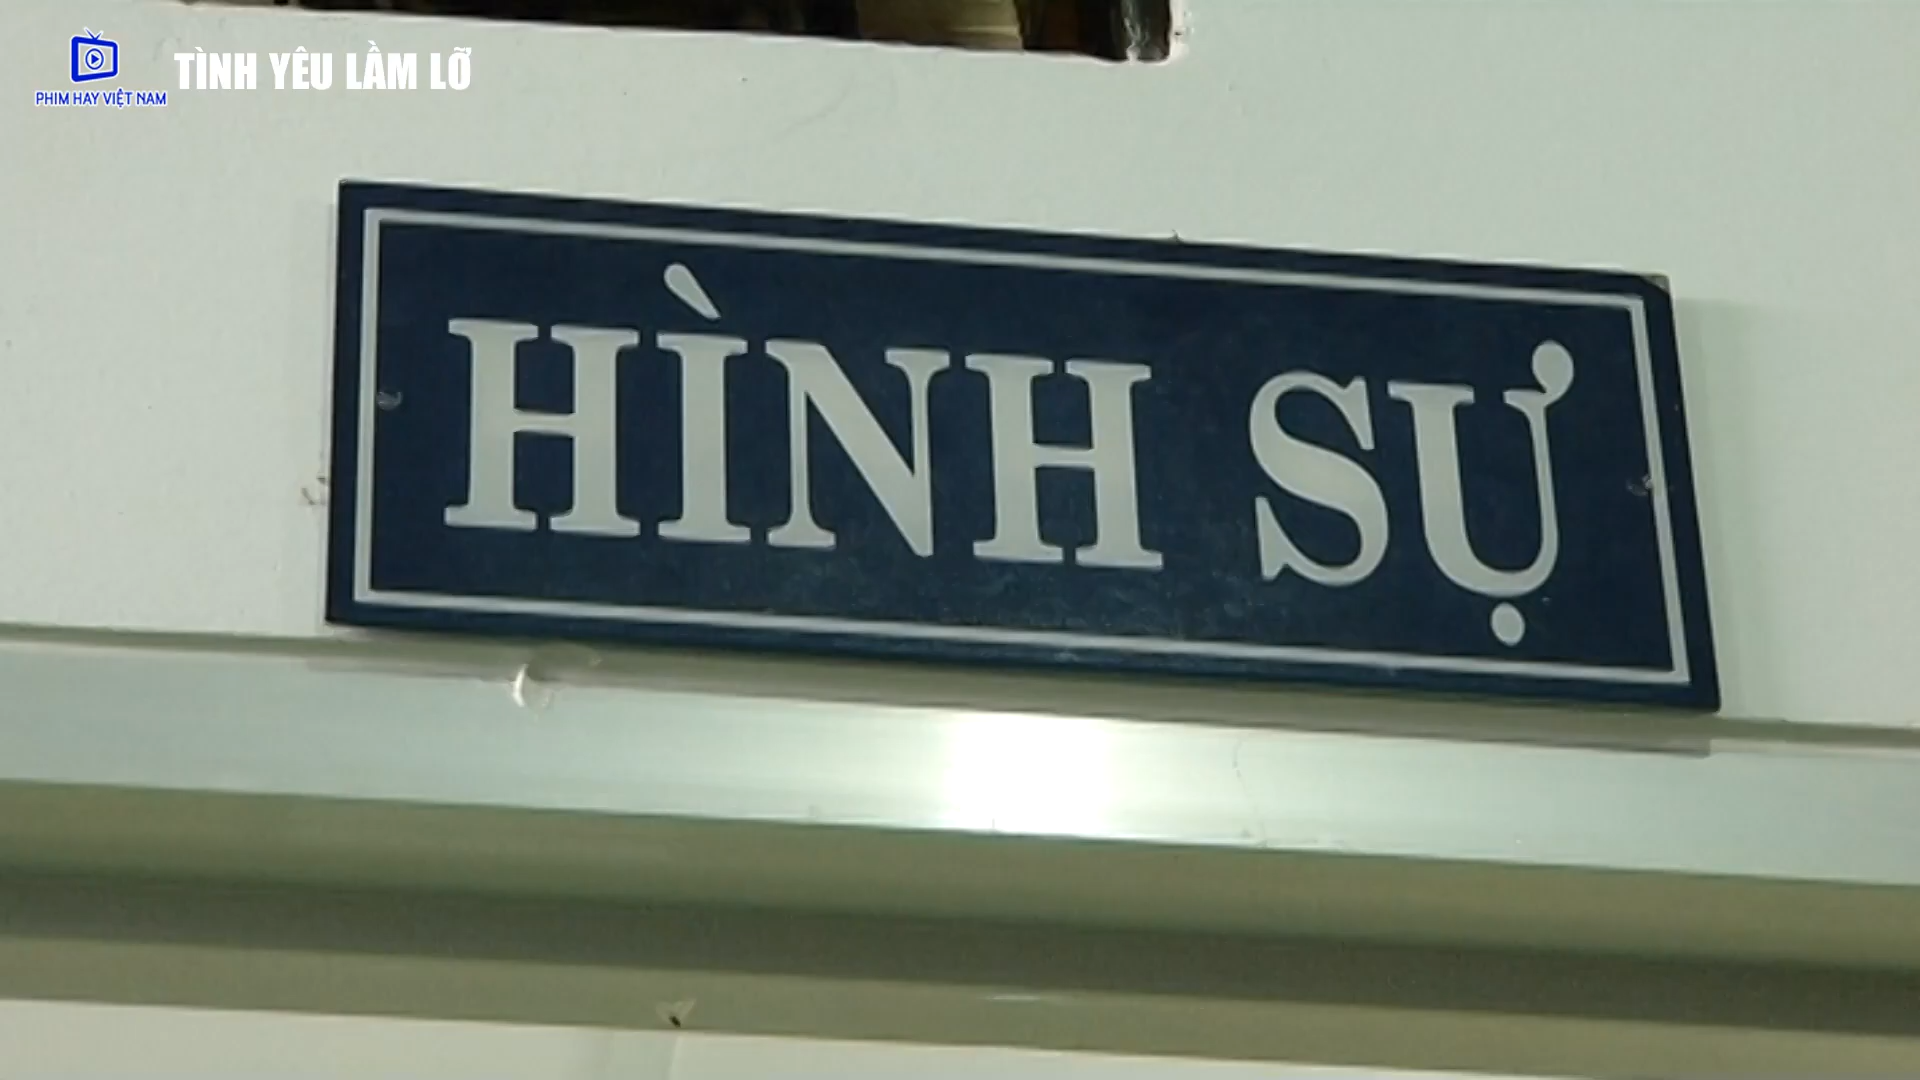 TÌNH YÊU LẦM LỠ
PHIM HAY VIỆT NAM
HÌNH SỰ